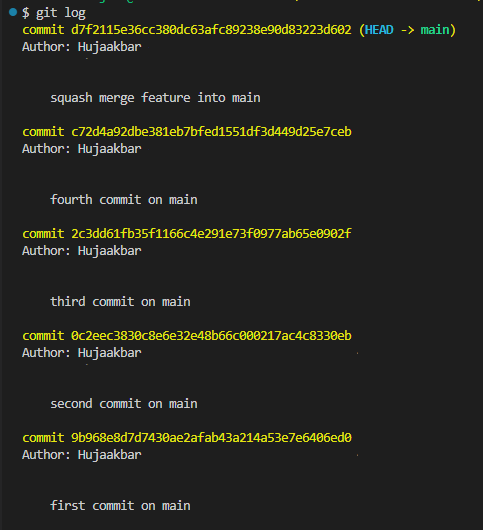 $ git log
commit d7f2115e36cc380dc63afc89238e90d83223d602 (HEAD -> main)
Author: Hujaakbar
squash merge feature into main
commit c72d4a92dbe381eb7bfed1551df3d449d25e7ceb
Author: Hujaakbar
fourth commit on main
commit 2c3dd61fb35f1166c4e291e73f0977ab65e0902f
Author: Hujaakbar
third commit on main
commit 0c2eec3830c8e6e32e48b66c000217ac4c8330eb
Author: Hujaakbar
second commit on main
commit 9b968e8d7d7430ae2afab43a214a53e7e6406ed0
Author: Hujaakbar
first commit on main